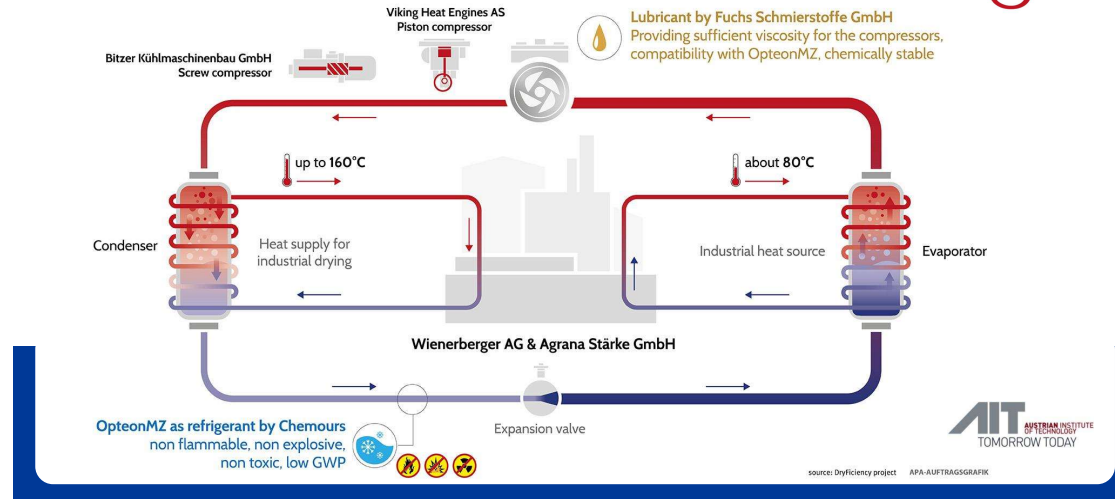 Viking Heat Engines AS
Piston compressor
Bitzer Kühlmaschinenbau GmbH
Screw compressor
Lubricant by Fuchs Schmierstoffe GmbH
Providing sufficient viscosity for the compressors,
compatibility with OpteonMZ, chemically stable
up to 160°C
about 80°C
Condenser
Heat supply for
industrial drying
Industrial heat source
Evaporator
Wienerberger AG & Agrana Stärke GmbH
OpteonMZ as refrigerant by Chemours
non flammable, non explosive,
non toxic, low GWP
Expansion valve
AIT
AUSTRIAN INSTITUTE
OF TECHNOLOGY
TOMORROW TODAY
source: DryFiciency project APA-AUFTRAGSGRAFIK